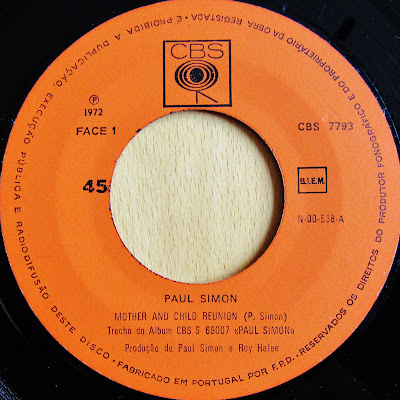 CBS
℗
1972
FACE 1
CBS 7793
45
B.I.E.M.
N-00-538-A
PAUL SIMON
MOTHER AND CHILD REUNION (P. Simon)
Trecho do Album CBS S 69007 «PAUL SIMON»
Produção de Paul Simon e Roy Halee
• FABRICADO EM PORTUGAL por F.P.D. - RESERVADOS OS DIREITOS DO PRODUTOR FONOGRÁFICO E DO PROPRIETÁRIO DA OBRA REGISTADA - E PROIBIDA A DUPLICAÇÃO, EXECUÇÃO PÚBLICA E RADIODIFUSÃO DESTE DISCO